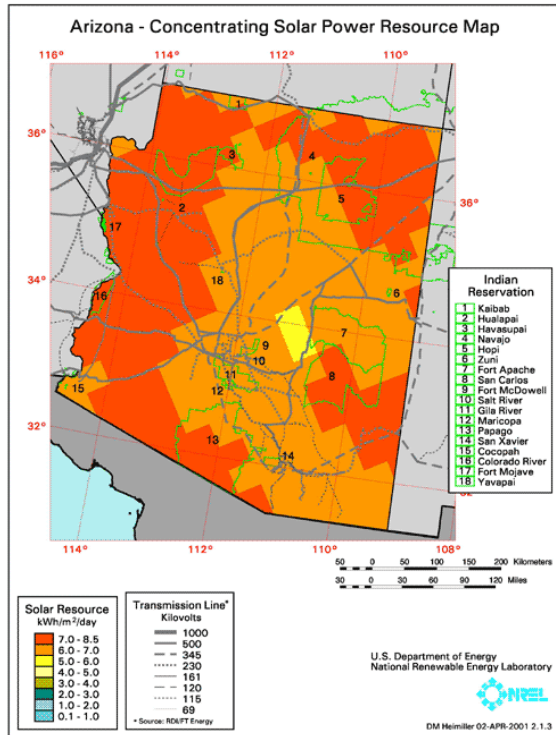 Arizona - Concentrating Solar Power Resource Map
116° 114° 112° 110°
36°
34°
32°
36°
34°
114° 112° 110° 108°
1
3
4
2
5
17
18
6
16
7
9
10
8
11
12
15
13
14
Indian
Reservation
1 Kaibab
2 Hualapai
3 Havasupai
4 Navajo
5 Hopi
6 Zuni
7 Fort Apache
8 San Carlos
9 Fort McDowell
10 Salt River
11 Gila River
12 Maricopa
13 Papago
14 San Xavier
15 Cocopah
16 Colorado River
17 Fort Mojave
18 Yavapai
50 0 50 100 150 200 Kilometers
30 0 30 60 90 120 Miles
Solar Resource
kWh/m²/day
7.0 - 8.5
6.0 - 7.0
5.0 - 6.0
4.0 - 5.0
3.0 - 4.0
2.0 - 3.0
1.0 - 2.0
0.1 - 1.0
Transmission Line*
Kilovolts
1000
500
345
230
161
120
115
69
* Source: RDI/FT Energy
U.S. Department of Energy
National Renewable Energy Laboratory
NREL
DM Heimiller 02-APR-2001 2.1.3